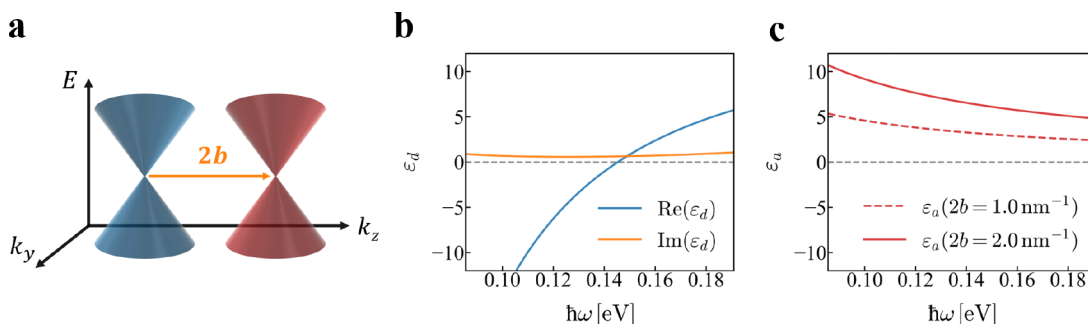 a
E
2b
k_y
k_z
b
ε_d
10
5
0
−5
−10
Re(ε_d)
Im(ε_d)
0.10 0.12 0.14 0.16 0.18
ħω [eV]
c
ε_a
10
5
0
−5
−10
ε_a(2b = 1.0 nm⁻¹)
ε_a(2b = 2.0 nm⁻¹)
0.10 0.12 0.14 0.16 0.18
ħω [eV]